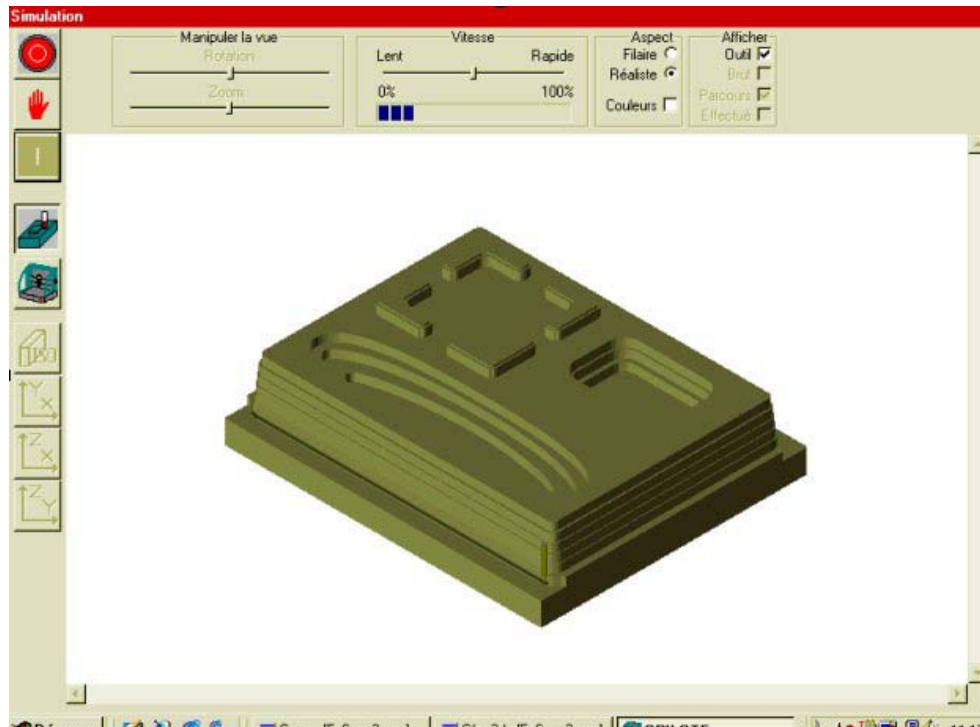 Simulation
Manipuler la vue
Rotation
Zoom
Vitesse
Lent Rapide
0% 100%
Aspect
Filaire
Réaliste
Couleurs
Afficher
Outil
Brut
Parcours
Effectué
Y
X
Z
X
Z
Y